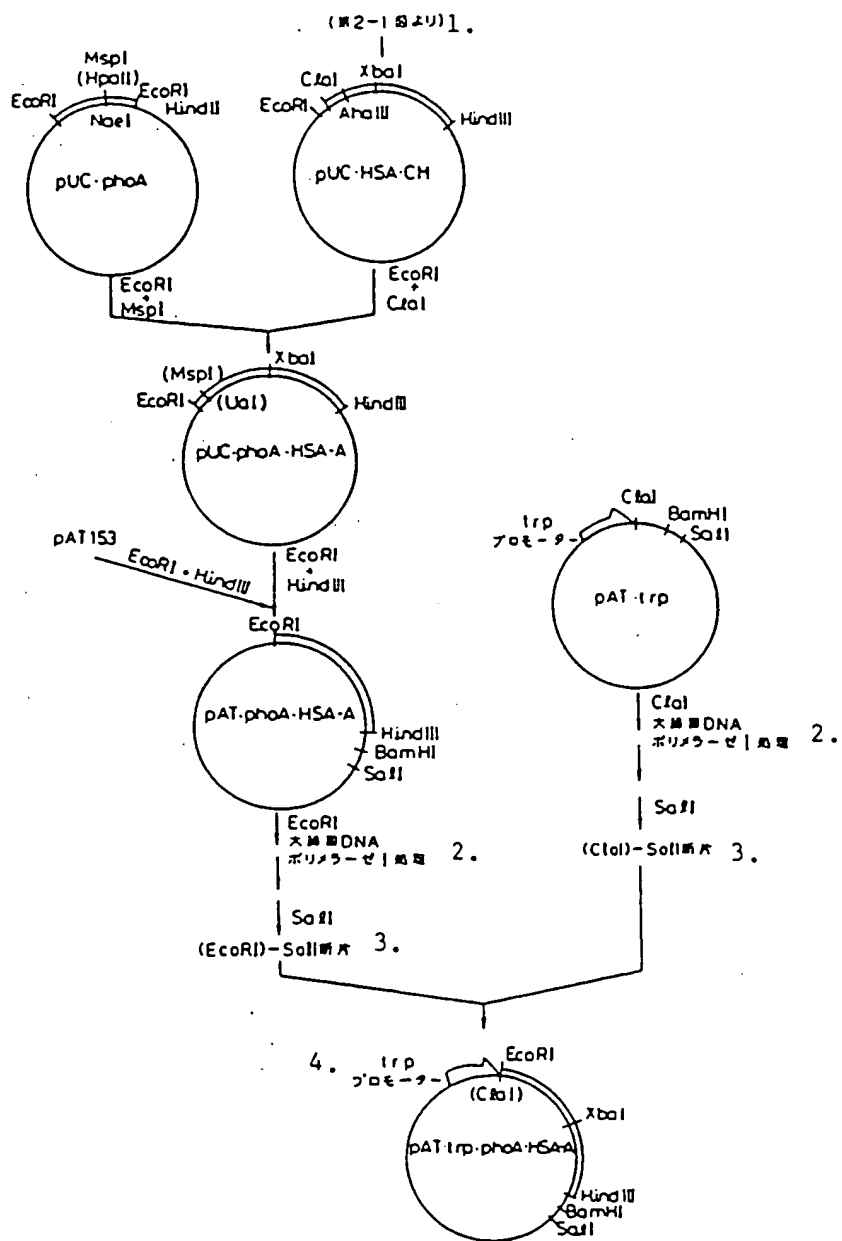 (第2-1図より) 1.
MspI
(HpaII)
EcoRI
EcoRI
HindIII
NaeI
pUC·phoA
XbaI
ClaI
EcoRI
AhaIII
HindIII
pUC·HSA·CH
EcoRI
+
MspI
EcoRI
+
ClaI
XbaI
(MspI)
EcoRI
(UaI)
HindIII
pUC·phoA·HSA·A
pAT153
EcoRI + HindIII
EcoRI
+
HindIII
ClaI
trp
プロモーター
BamHI
SalI
pAT·trp
EcoRI
pAT·phoA·HSA·A
HindIII
BamHI
SalI
ClaI
大腸菌DNA
ポリメラーゼI処理 2.
SalI
(ClaI)-SalI断片 3.
EcoRI
大腸菌DNA
ポリメラーゼI処理 2.
SalI
(EcoRI)-SalI断片 3.
4. trp
プロモーター
EcoRI
(ClaI)
XbaI
pAT·trp·phoA·HSA·A
HindIII
BamHI
SalI